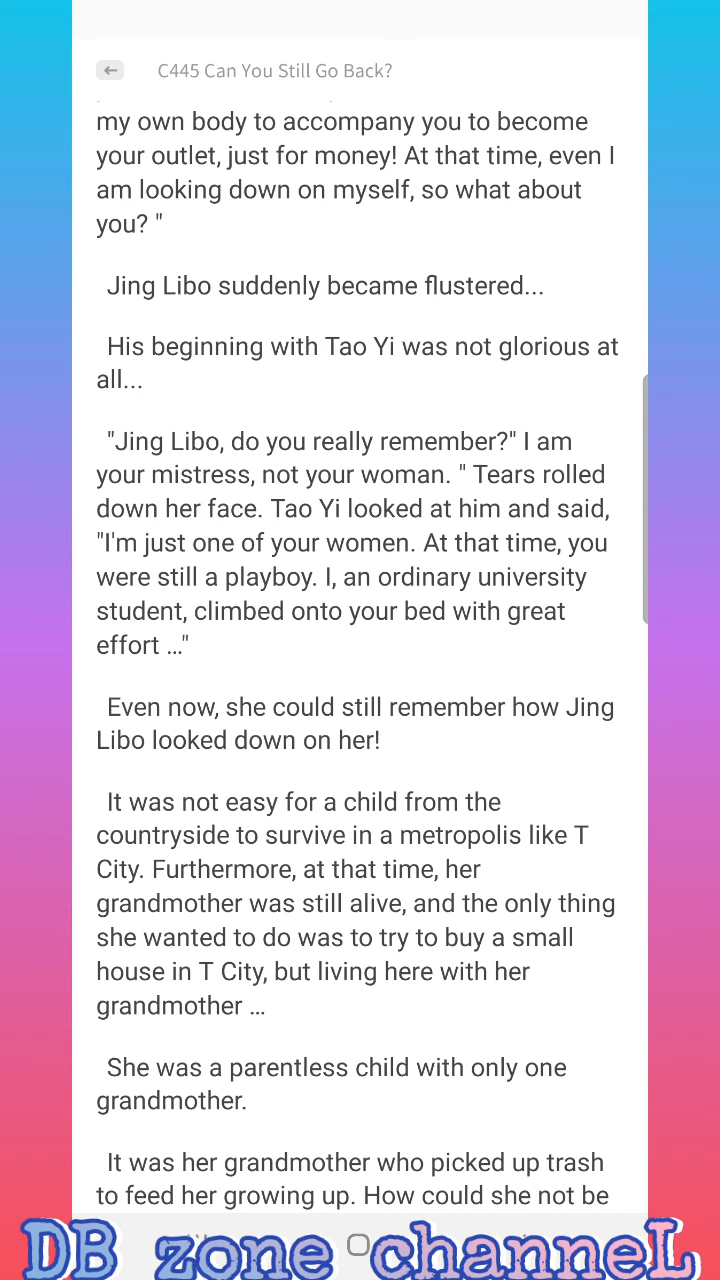 C445 Can You Still Go Back?
my own body to accompany you to become
your outlet, just for money! At that time, even I
am looking down on myself, so what about
you? "
Jing Libo suddenly became flustered...
His beginning with Tao Yi was not glorious at
all...
"Jing Libo, do you really remember?" I am
your mistress, not your woman. " Tears rolled
down her face. Tao Yi looked at him and said,
"I'm just one of your women. At that time, you
were still a playboy. I, an ordinary university
student, climbed onto your bed with great
effort ..."
Even now, she could still remember how Jing
Libo looked down on her!
It was not easy for a child from the
countryside to survive in a metropolis like T
City. Furthermore, at that time, her
grandmother was still alive, and the only thing
she wanted to do was to try to buy a small
house in T City, but living here with her
grandmother ...
She was a parentless child with only one
grandmother.
It was her grandmother who picked up trash
to feed her growing up. How could she not be
DB zone channeL